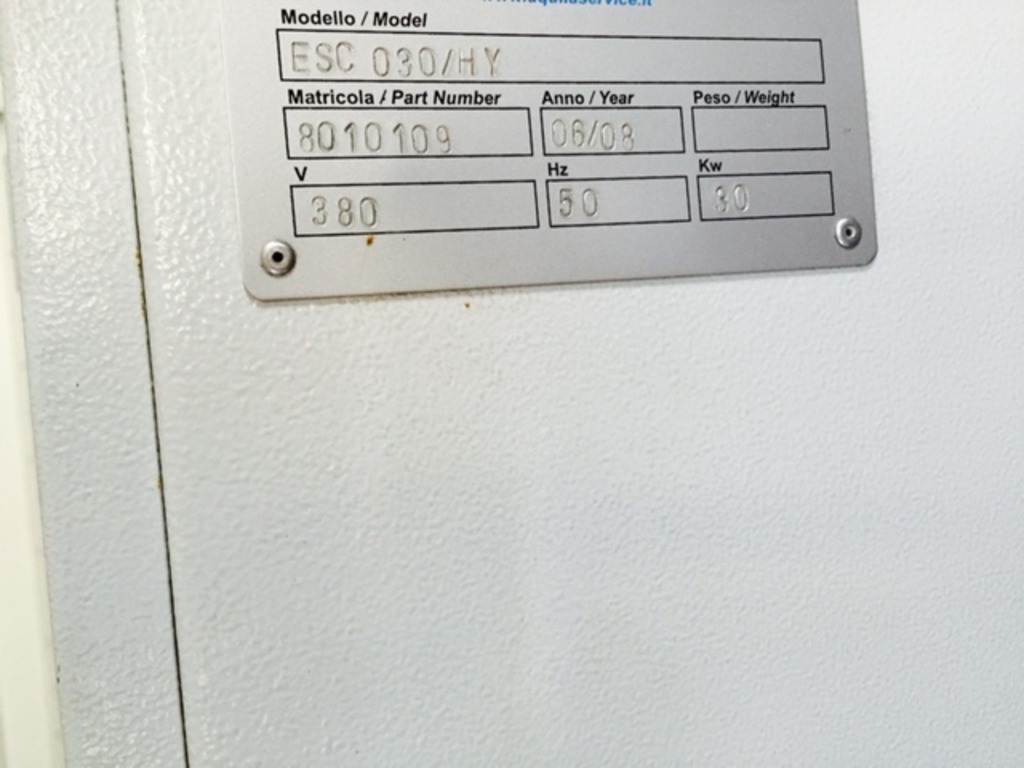 Modello / Model
ESC 030/HY
Matricola / Part Number Anno / Year Peso / Weight
8010109 06/08
V Hz Kw
380 50 30